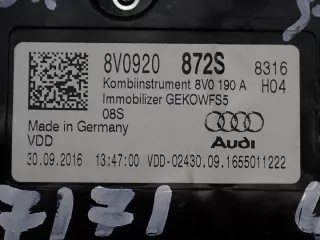 8V0920 872S 8316
Kombiinstrument 8V0 190 A H04
Immobilizer GEKOWFS5
08S
Made in Germany
VDD Audi
30.09.2016 13:47:00 VDD-02430.09.1655011222